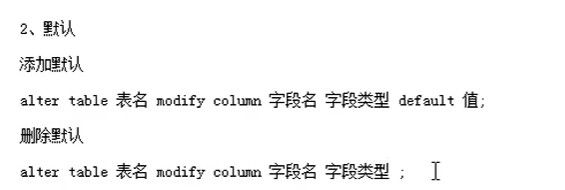 2、默认
添加默认
alter table 表名 modify column 字段名 字段类型 default 值;
删除默认
alter table 表名 modify column 字段名 字段类型 ;